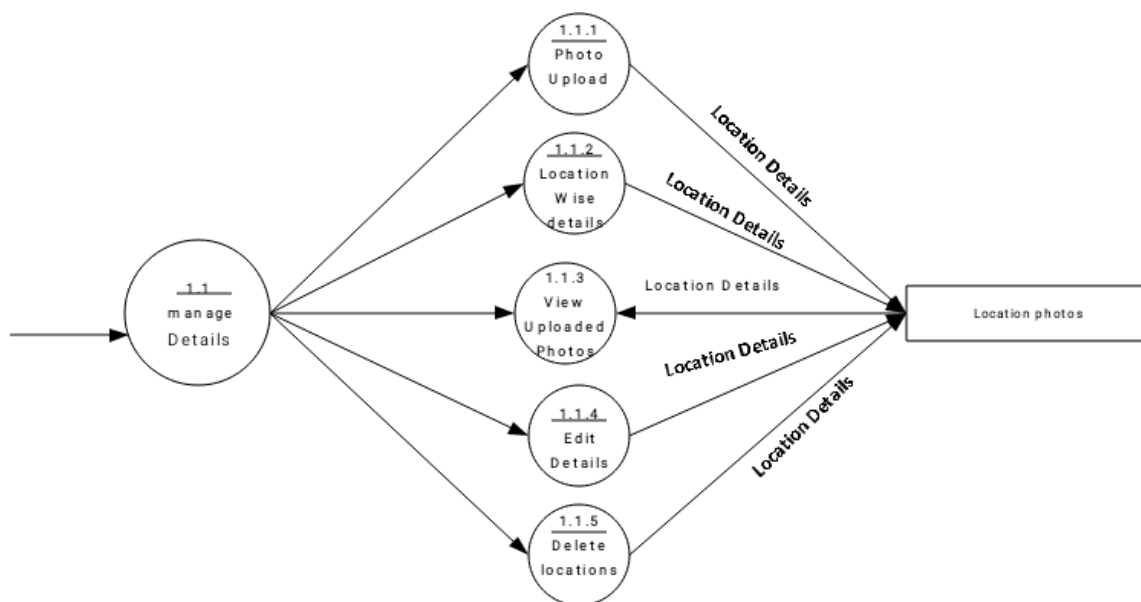 1.1
manage
Details
1.1.1
Photo
Upload
1.1.2
Location
Wise
details
1.1.3
View
Uploaded
Photos
1.1.4
Edit
Details
1.1.5
Delete
locations
Location Details
Location Details
Location Details
Location Details
Location Details
Location photos